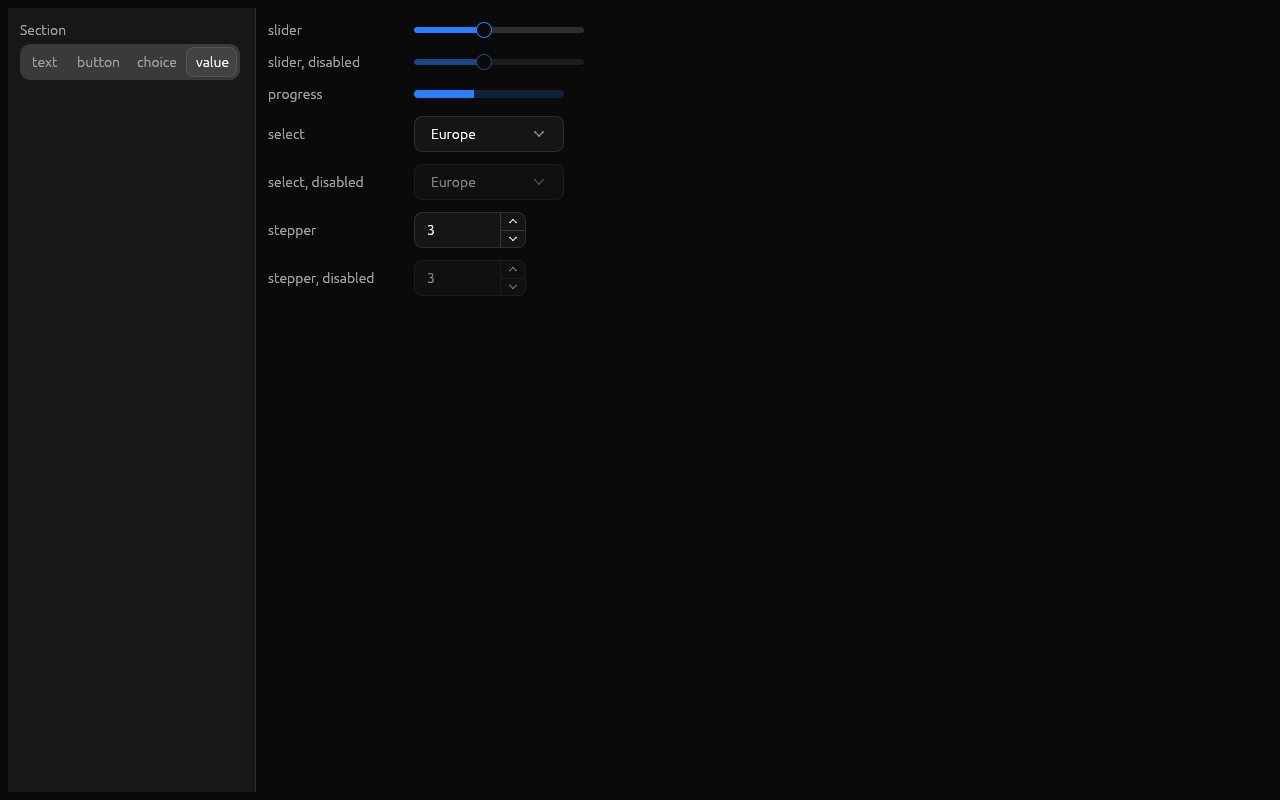 Section
text button choice value
slider
slider, disabled
progress
select Europe
select, disabled Europe
stepper 3
stepper, disabled 3